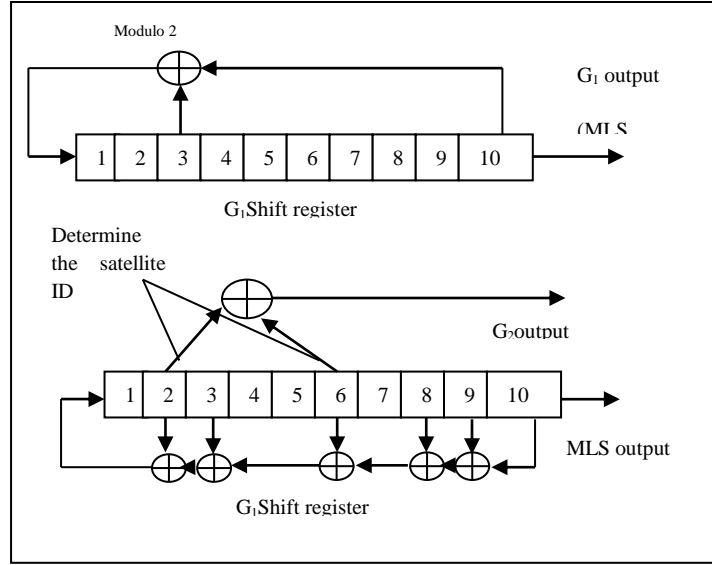 Modulo 2
G₁ output
(MLS
1 2 3 4 5 6 7 8 9 10
G₁Shift register
Determine
the satellite
ID
G₂output
1 2 3 4 5 6 7 8 9 10
MLS output
G₁Shift register